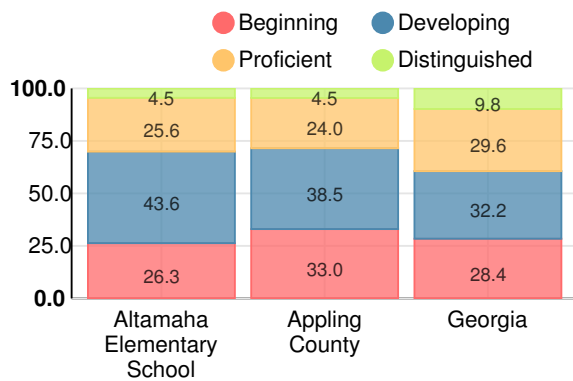 Beginning
Developing
Proficient
Distinguished
100.0
75.0
50.0
25.0
0.0
4.5
4.5
9.8
25.6
24.0
29.6
43.6
38.5
32.2
26.3
33.0
28.4
Altamaha
Elementary
School
Appling
County
Georgia